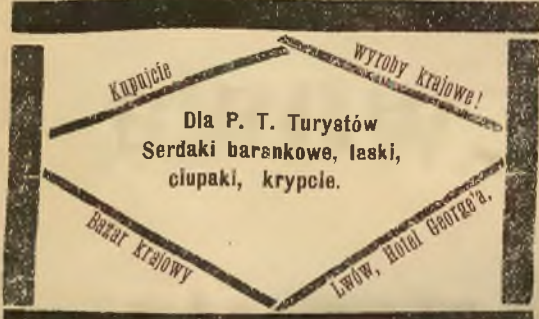 Kupujcie
wyroby krajowe!
Dla P. T. Turystów
Serdaki barankowe, laski,
ciupaki, krypcie.
Bazar krajowy
Lwów, Hotel George'a.